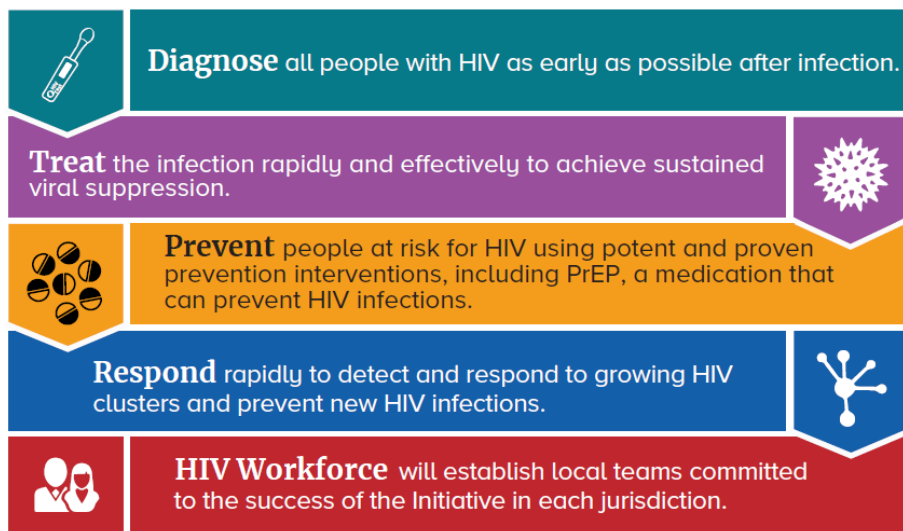 Diagnose all people with HIV as early as possible after infection.
Treat the infection rapidly and effectively to achieve sustained
viral suppression.
Prevent people at risk for HIV using potent and proven
prevention interventions, including PrEP, a medication that
can prevent HIV infections.
Respond rapidly to detect and respond to growing HIV
clusters and prevent new HIV infections.
HIV Workforce will establish local teams committed
to the success of the Initiative in each jurisdiction.